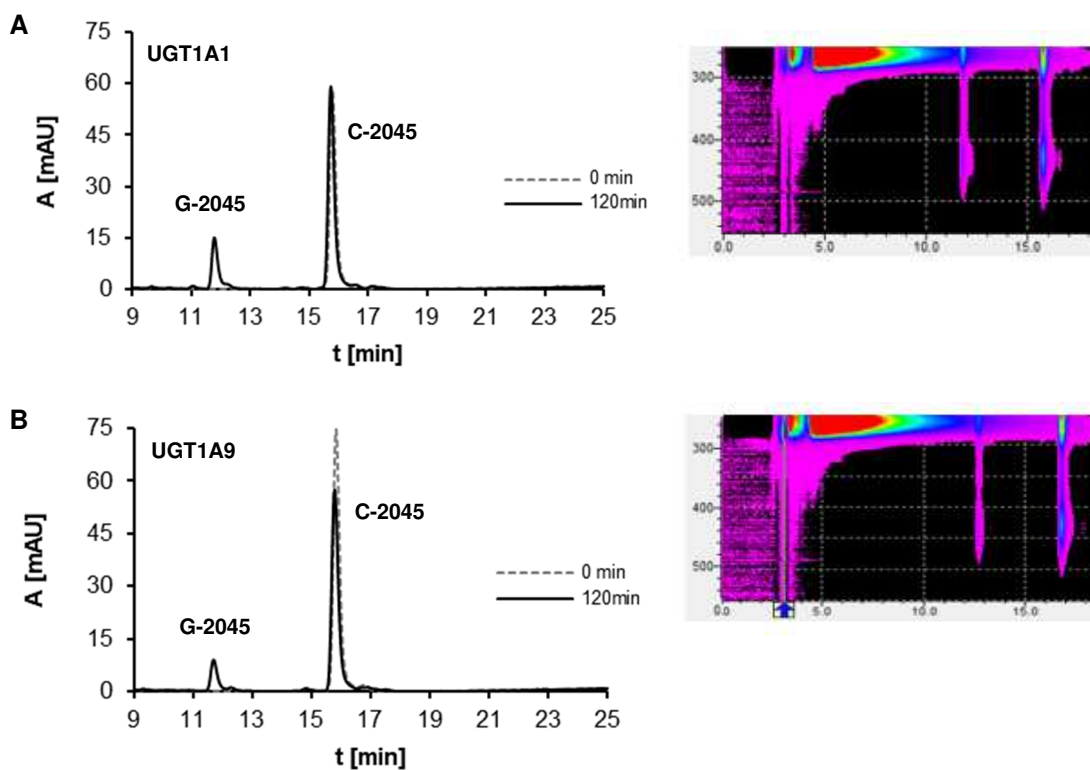 A
UGT1A1
C-2045
G-2045
0 min
120min
A [mAU]
75
60
45
30
15
0
9 11 13 15 17 19 21 23 25
t [min]
300
400
500
0.0 5.0 10.0 15.0
B
UGT1A9
C-2045
G-2045
0 min
120min
A [mAU]
75
60
45
30
15
0
9 11 13 15 17 19 21 23 25
t [min]
300
400
500
0.0 5.0 10.0 15.0